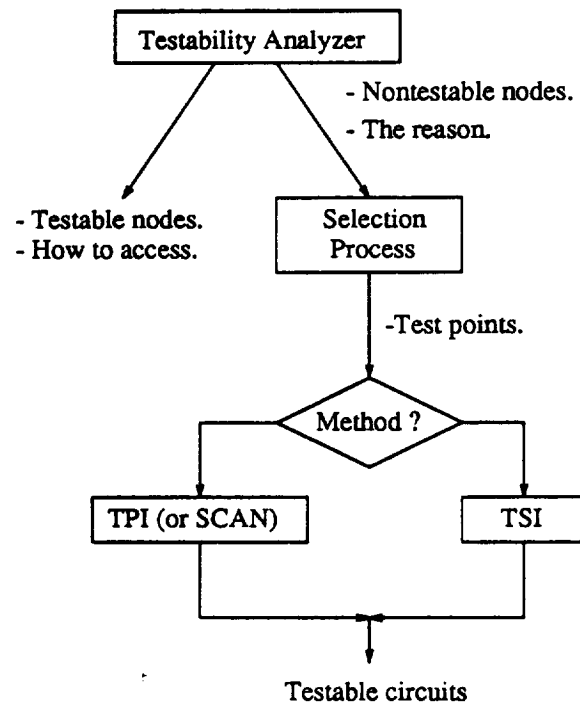 Testability Analyzer
- Nontestable nodes.
- The reason.
- Testable nodes.
- How to access.
Selection
Process
-Test points.
Method ?
TPI (or SCAN)
TSI
Testable circuits